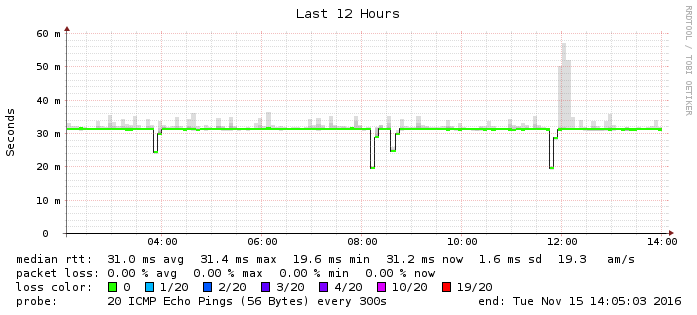 Last 12 Hours
RRDTOOL / TOBI OETIKER
Seconds
60 m
50 m
40 m
30 m
20 m
10 m
0
04:00 06:00 08:00 10:00 12:00 14:00
median rtt: 31.0 ms avg 31.4 ms max 19.6 ms min 31.2 ms now 1.6 ms sd 19.3 am/s
packet loss: 0.00 % avg 0.00 % max 0.00 % min 0.00 % now
loss color: 0 1/20 2/20 3/20 4/20 10/20 19/20
probe: 20 ICMP Echo Pings (56 Bytes) every 300s end: Tue Nov 15 14:05:03 2016